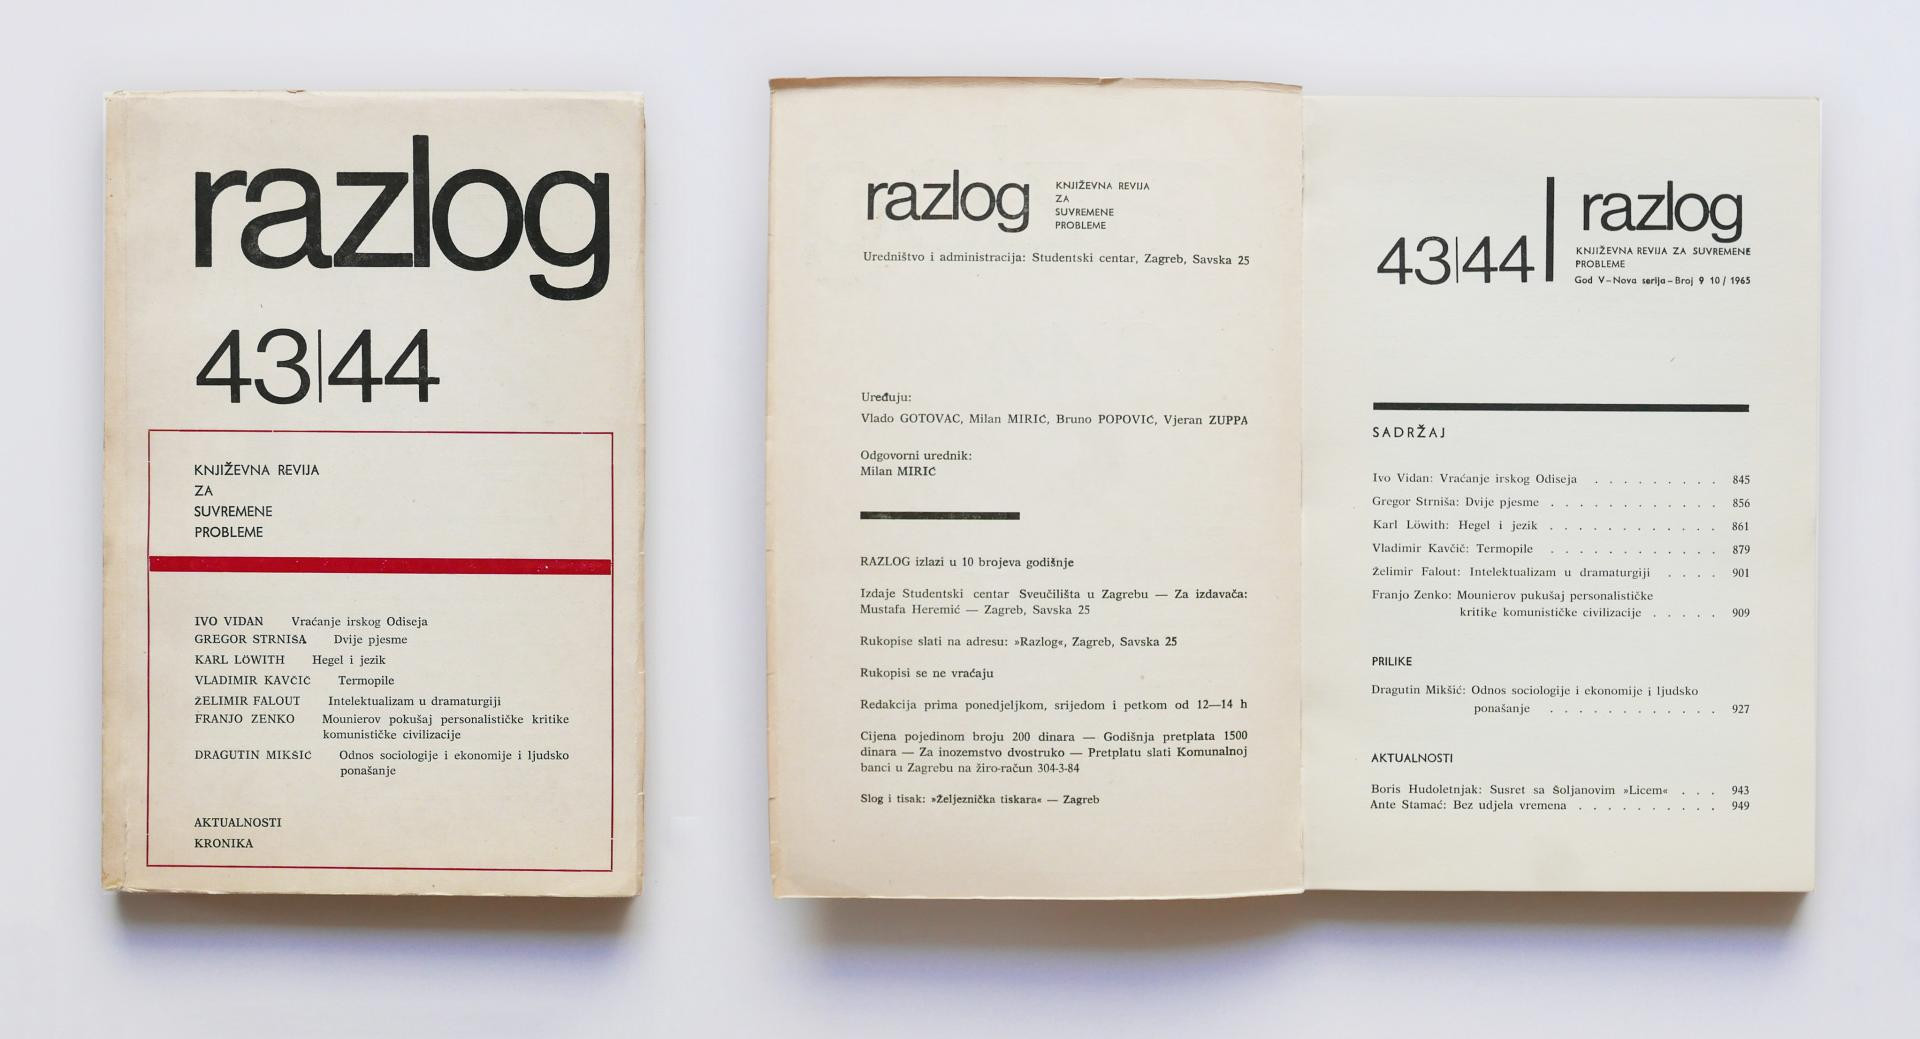 razlog
43|44
KNJIŽEVNA REVIJA
ZA
SUVREMENE
PROBLEME
IVO VIDAN Vraćanje irskog Odiseja
GREGOR STRNIŠA Dvije pjesme
KARL LÖWITH Hegel i jezik
VLADIMIR KAVČIČ Termopile
ŽELIMIR FALOUT Intelektualizam u dramaturgiji
FRANJO ZENKO Mounierov pokušaj personalističke kritike
komunističke civilizacije
DRAGUTIN MIKŠIĆ Odnos sociologije i ekonomije i ljudsko
ponašanje
AKTUALNOSTI
KRONIKA
razlog
KNJIŽEVNA REVIJA
ZA
SUVREMENE
PROBLEME
Uredništvo i administracija: Studentski centar, Zagreb, Savska 25
Uređuju:
Vlado GOTOVAC, Milan MIRIĆ, Bruno POPOVIĆ, Vjeran ZUPPA
Odgovorni urednik:
Milan MIRIĆ
RAZLOG izlazi u 10 brojeva godišnje
Izdaje Studentski centar Sveučilišta u Zagrebu — Za izdavača:
Mustafa Heremić — Zagreb, Savska 25
Rukopise slati na adresu: »Razlog«, Zagreb, Savska 25
Rukopisi se ne vraćaju
Redakcija prima ponedjeljkom, srijedom i petkom od 12—14 h
Cijena pojedinom broju 200 dinara — Godišnja pretplata 1500
dinara — Za inozemstvo dvostruko — Pretplatu slati Komunalnoj
banci u Zagrebu na žiro-račun 304-3-84
Slog i tisak: »Željeznička tiskara« — Zagreb
43|44
razlog
KNJIŽEVNA REVIJA ZA SUVREMENE
PROBLEME
God V – Nova serija – Broj 9 10 / 1965
SADRŽAJ
Ivo Vidan: Vraćanje irskog Odiseja . . . . . . . . . 845
Gregor Strniša: Dvije pjesme . . . . . . . . . . . . 856
Karl Löwith: Hegel i jezik . . . . . . . . . . . . 861
Vladimir Kavčič: Termopile . . . . . . . . . . . . 879
Želimir Falout: Intelektualizam u dramaturgiji . . . . 901
Franjo Zenko: Mounierov pukušaj personalističke
kritike komunističke civilizacije . . . . . 909
PRILIKE
Dragutin Mikšić: Odnos sociologije i ekonomije i ljudsko
ponašanje . . . . . . . . . . . . 927
AKTUALNOSTI
Boris Hudoletnjak: Susret sa Šoljanovim »Licem« . . . 943
Ante Stamać: Bez udjela vremena . . . . . . . . . . 949